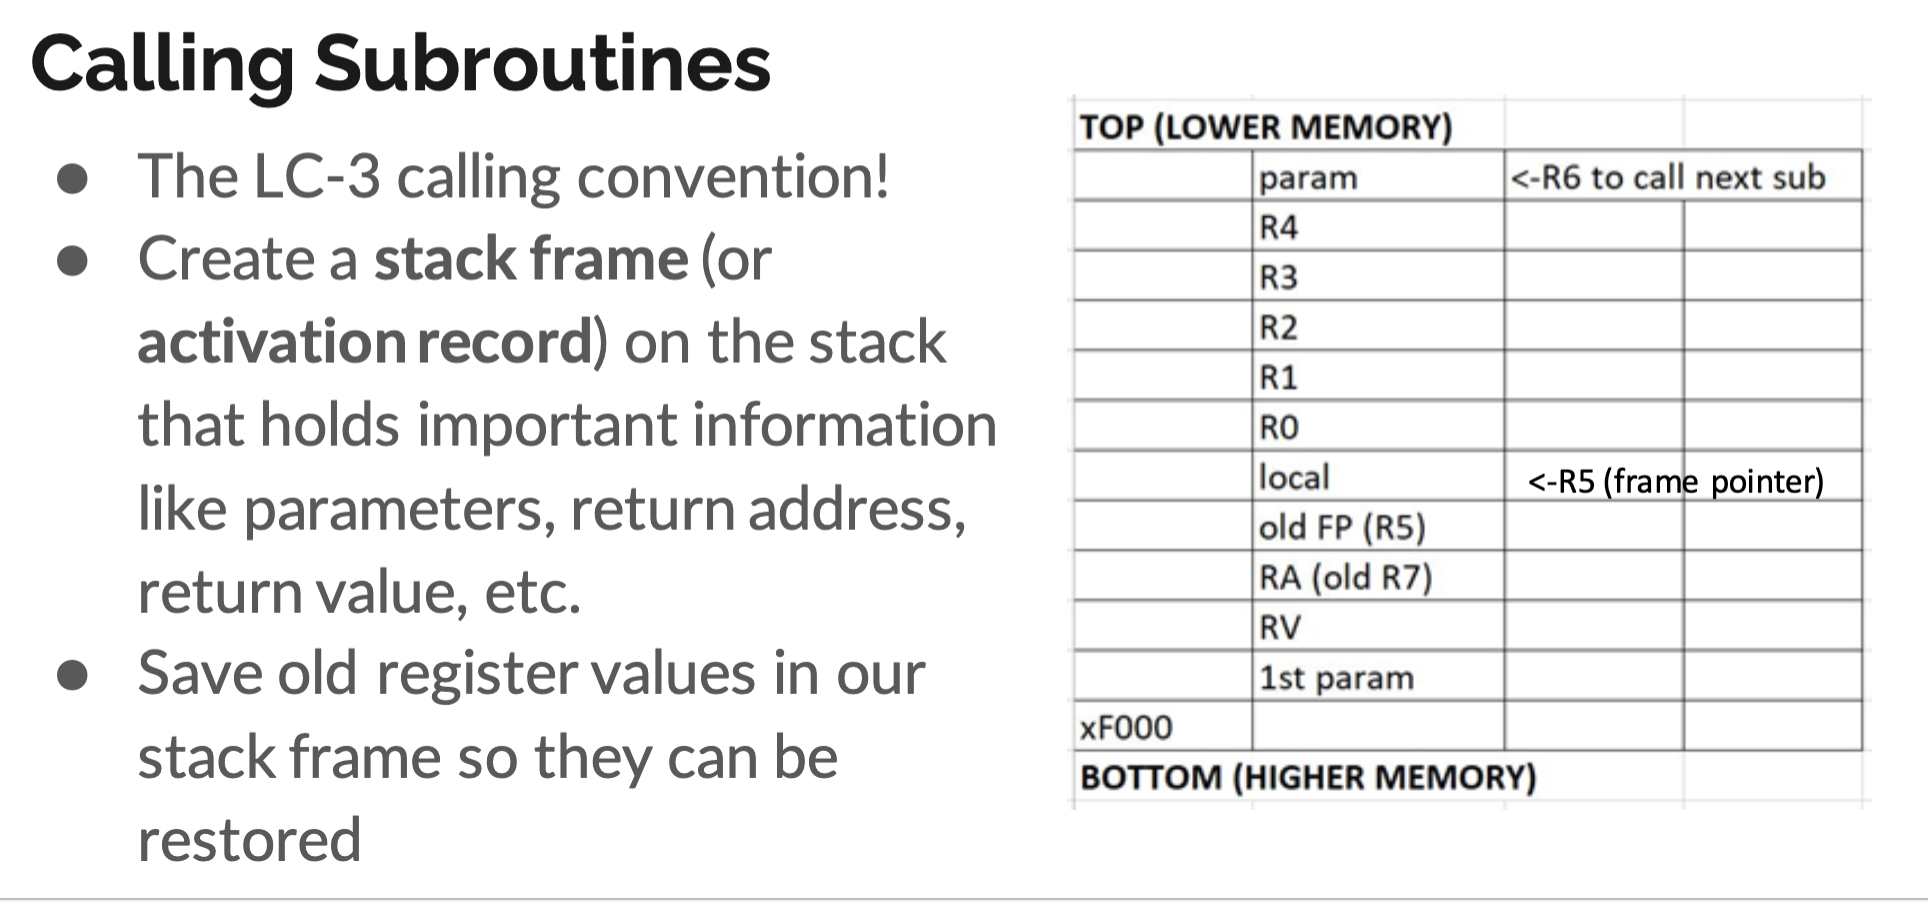 Calling Subroutines
● The LC-3 calling convention!
● Create a stack frame (or
activation record) on the stack
that holds important information
like parameters, return address,
return value, etc.
● Save old register values in our
stack frame so they can be
restored
TOP (LOWER MEMORY)
param <-R6 to call next sub
R4
R3
R2
R1
R0
local <-R5 (frame pointer)
old FP (R5)
RA (old R7)
RV
1st param
xF000
BOTTOM (HIGHER MEMORY)